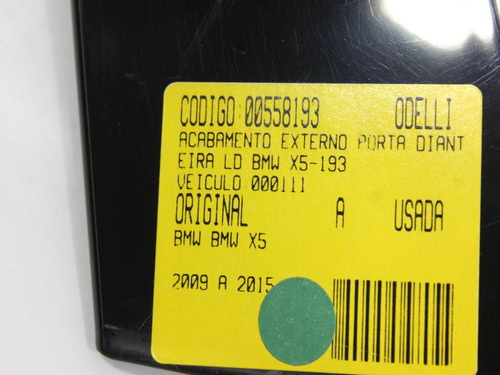 CODIGO:00558193 ODELLI
ACABAMENTO EXTERNO PORTA DIANT
EIRA LD BMW X5-193
VEICULO:000111
ORIGINAL A USADA
BMW BMW X5
2009 A 2015